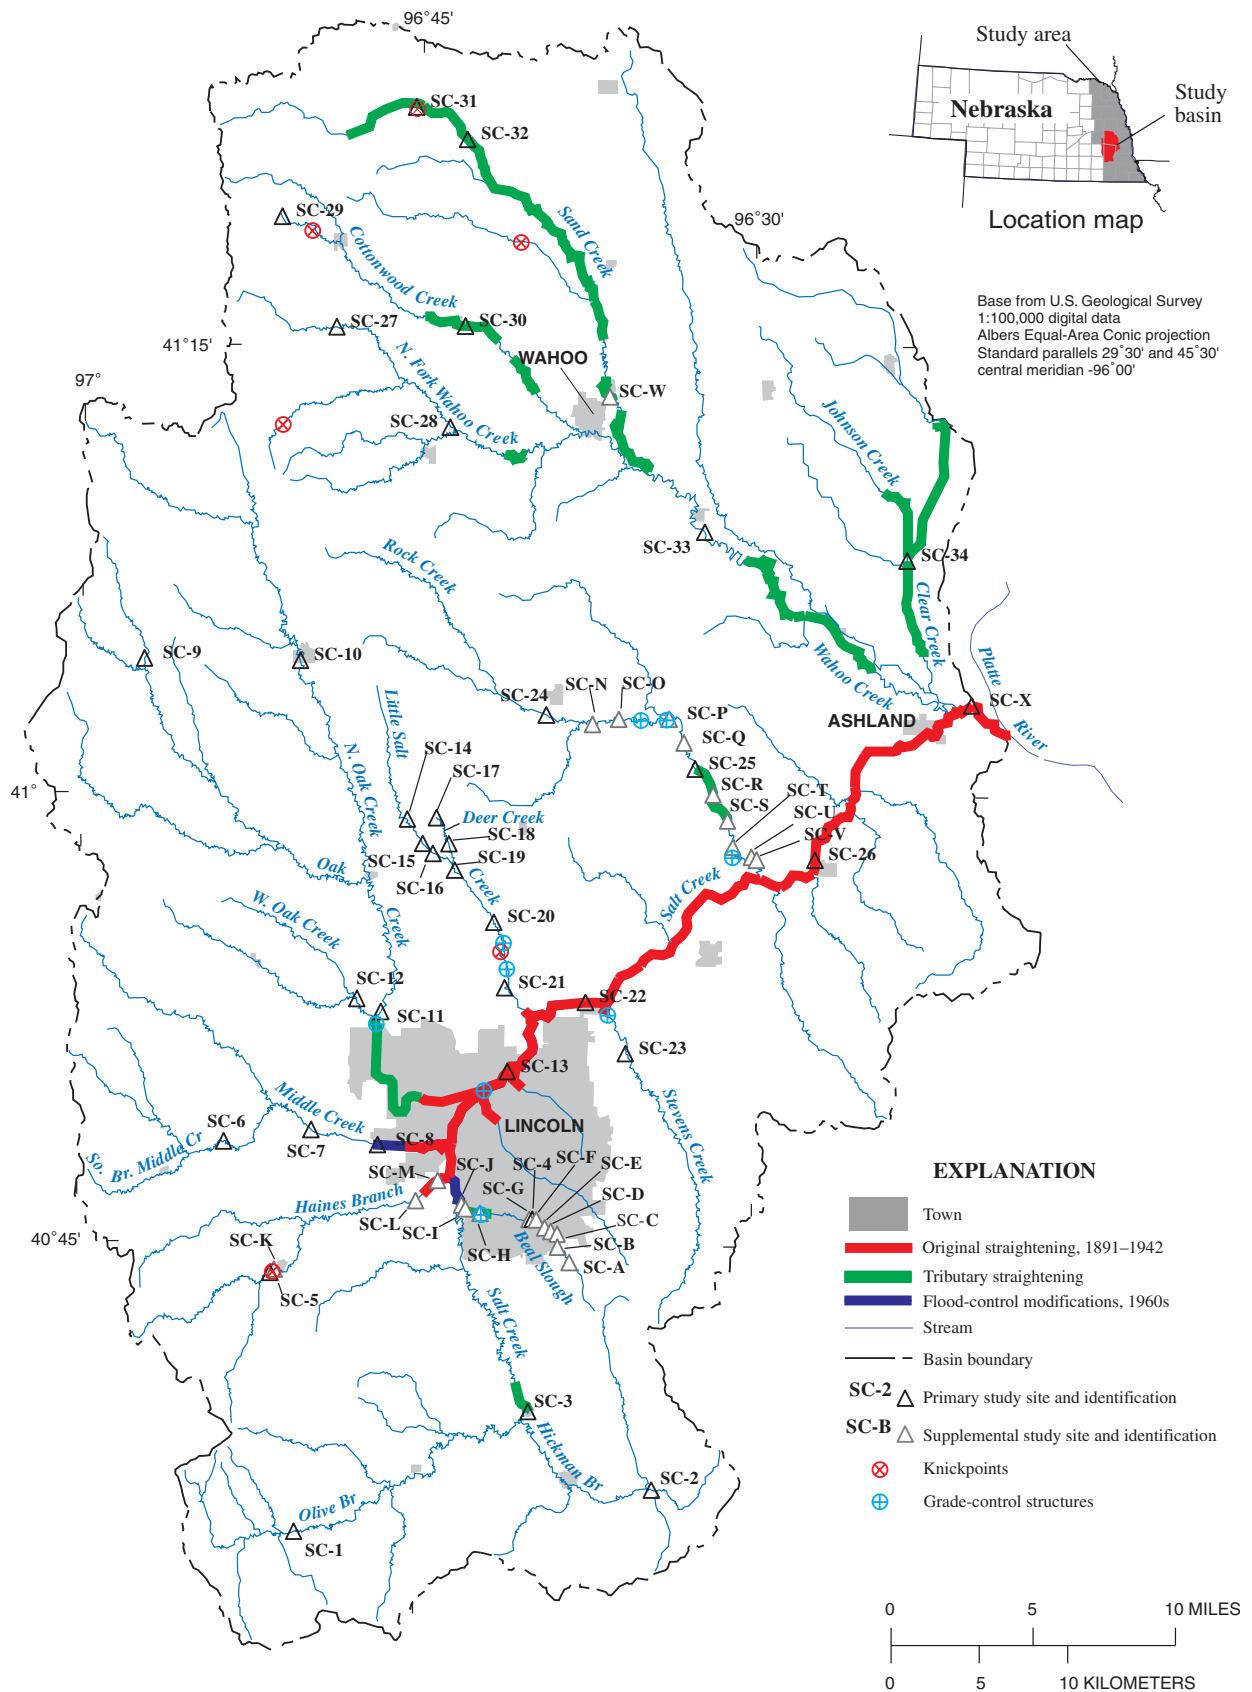 96°45'
Study area
Nebraska
Study
basin
Location map
Base from U.S. Geological Survey
1:100,000 digital data
Albers Equal-Area Conic projection
Standard parallels 29°30' and 45°30'
central meridian -96°00'
96°30'
41°15'
97°
41°
40°45'
SC-31
SC-32
SC-29
Sand Creek
Cottonwood Creek
SC-27
SC-30
WAHOO
N. Fork Wahoo Creek
SC-W
SC-28
Johnson Creek
SC-33
Rock Creek
SC-34
Clear Creek
SC-9
SC-10
Wahoo Creek
Platte
River
SC-X
ASHLAND
SC-24
SC-N
SC-O
SC-P
SC-Q
SC-25
SC-R
SC-S
SC-T
SC-U
SC-V
SC-26
Little Salt
Creek
N. Oak Creek
SC-14
SC-17
Deer Creek
SC-18
SC-15
SC-19
SC-16
Oak
Creek
W. Oak Creek
Salt Creek
SC-20
SC-12
SC-21
SC-22
SC-11
SC-23
SC-13
Stevens Creek
Middle Creek
LINCOLN
SC-6
SC-7
SC-8
So. Br. Middle Cr
SC-M
SC-J
SC-4
SC-F
SC-E
SC-G
SC-D
Haines Branch
SC-L
SC-I
SC-C
SC-K
SC-H
SC-B
Beal Slough
SC-A
SC-5
Salt Creek
SC-3
Hickman Br
SC-2
Olive Br
SC-1
EXPLANATION
Town
Original straightening, 1891–1942
Tributary straightening
Flood-control modifications, 1960s
Stream
Basin boundary
SC-2 Primary study site and identification
SC-B Supplemental study site and identification
Knickpoints
Grade-control structures
0 5 10 MILES
0 5 10 KILOMETERS